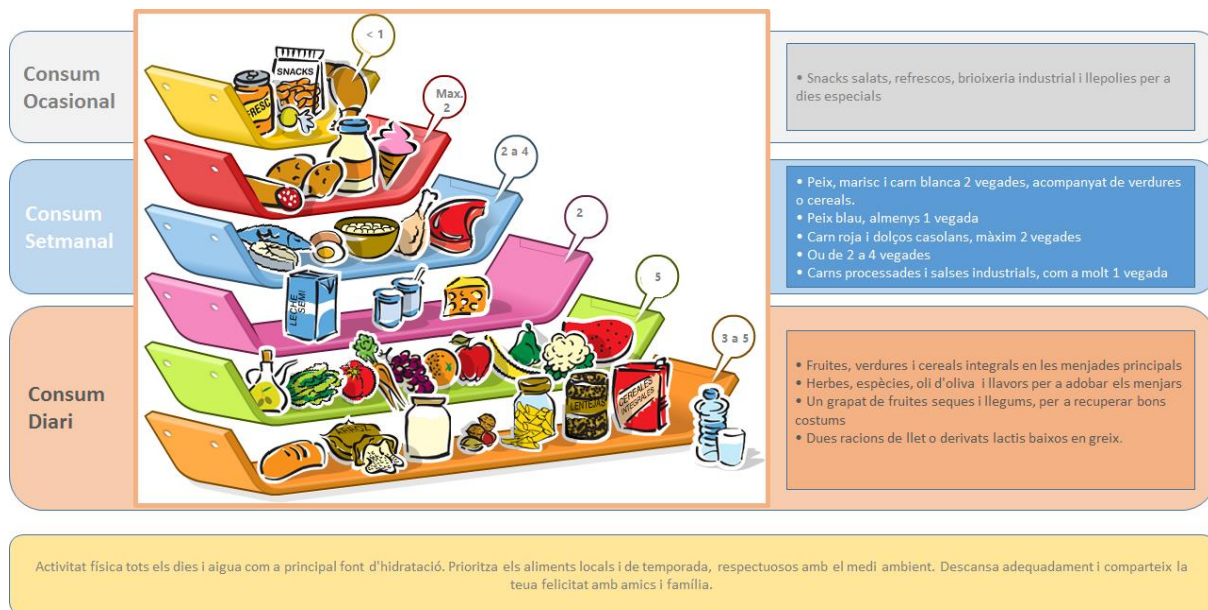 Consum
Ocasional
< 1
SNACKS
FRESC
Max.
2
• Snacks salats, refrescos, brioixeria industrial i llepolies per a
dies especials
Consum
Setmanal
2 a 4
2
LECHE
SEMI
• Peix, marisc i carn blanca 2 vegades, acompanyat de verdures
o cereals.
• Peix blau, almenys 1 vegada
• Carn roja i dolços casolans, màxim 2 vegades
• Ou de 2 a 4 vegades
• Carns processades i salses industrials, com a molt 1 vegada
Consum
Diari
5
3 a 5
ARROZ
LENTEJAS
CEREALES
INTEGRALES
• Fruites, verdures i cereals integrals en les menjades principals
• Herbes, espècies, oli d'oliva i llavors per a adobar els menjars
• Un grapat de fruites seques i llegums, per a recuperar bons
costums
• Dues racions de llet o derivats lactis baixos en greix.
Activitat física tots els dies i aigua com a principal font d'hidratació. Prioritza els aliments locals i de temporada, respectuosos amb el medi ambient. Descansa adequadament i comparteix la
teua felicitat amb amics i família.